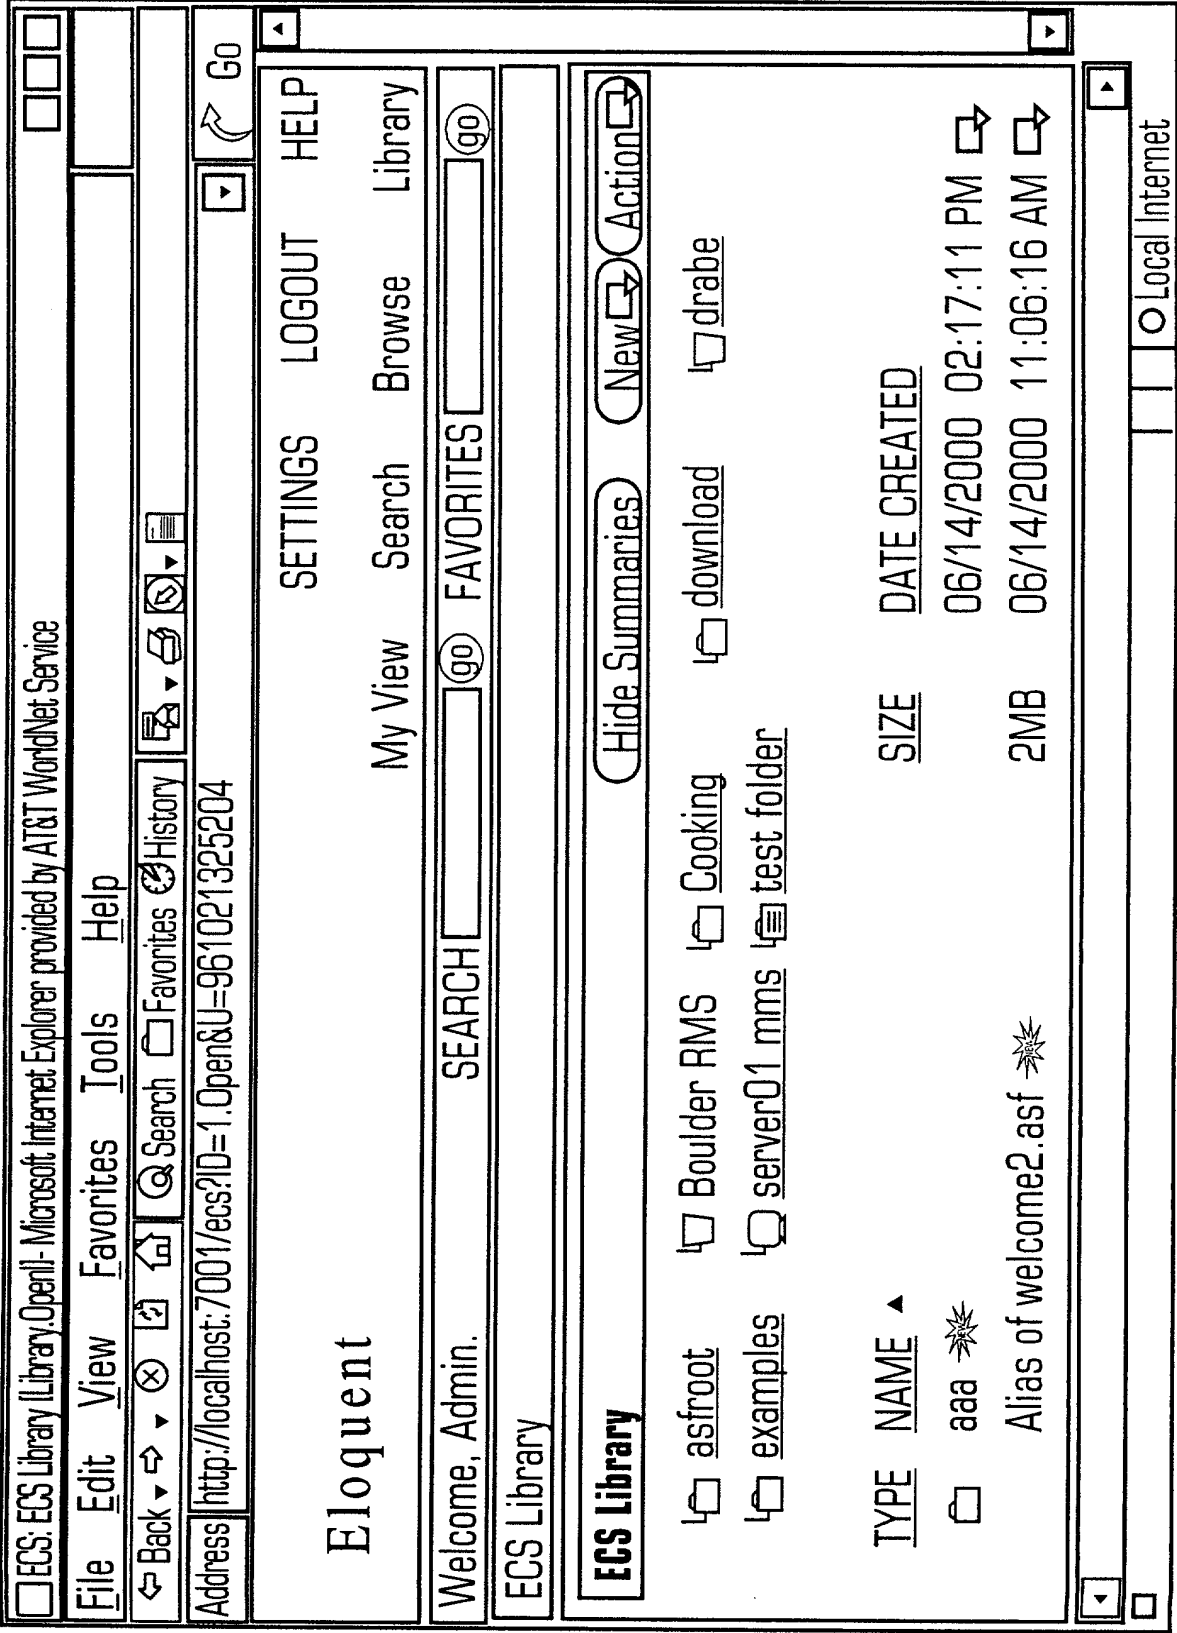 ECS: ECS Library [Library.Open]]- Microsoft Internet Explorer provided by AT&T WorldNet Service
File Edit View Favorites Tools Help
Back Search Favorites History
Address http://localhost:7001/ecs?ID=1.Open&U=961021325204 Go
SETTINGS LOGOUT HELP
Eloquent
My View Search Browse Library
Welcome, Admin. SEARCH go FAVORITES go
ECS Library
ECS Library Hide Summaries New Action
asfroot Boulder RMS Cooking download drabe
examples server01 mms test folder
TYPE NAME SIZE DATE CREATED
aaa NEW 06/14/2000 02:17:11 PM
Alias of welcome2.asf NEW 2MB 06/14/2000 11:06:16 AM
Local Internet